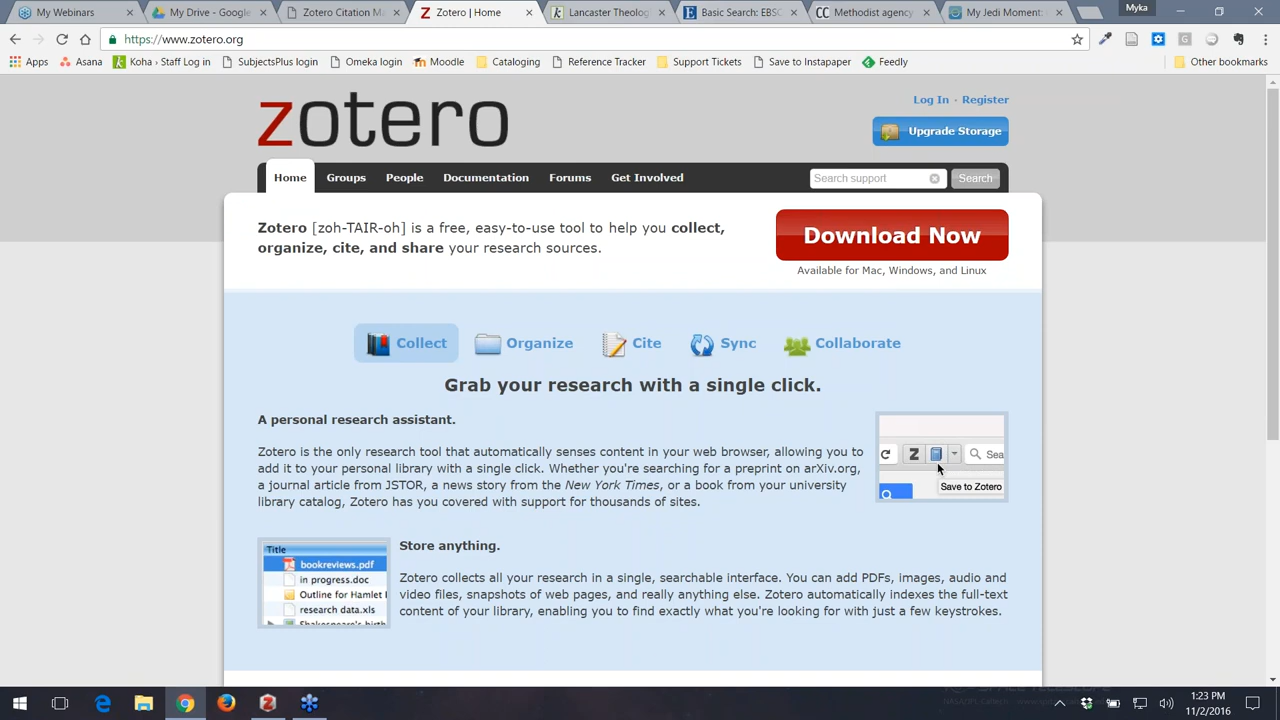 My Webinars
My Drive - Google
Zotero Citation Ma
Zotero | Home
Lancaster Theologi
Basic Search: EBSC
Methodist agency
My Jedi Moment:
Myka
https://www.zotero.org
Apps
Asana
Koha › Staff Log in
SubjectsPlus login
Omeka login
Moodle
Cataloging
Reference Tracker
Support Tickets
Save to Instapaper
Feedly
Other bookmarks
zotero
Log In · Register
Upgrade Storage
Home
Groups
People
Documentation
Forums
Get Involved
Search support
Search
Zotero [zoh-TAIR-oh] is a free, easy-to-use tool to help you collect,
organize, cite, and share your research sources.
Download Now
Available for Mac, Windows, and Linux
Collect
Organize
Cite
Sync
Collaborate
Grab your research with a single click.
A personal research assistant.
Zotero is the only research tool that automatically senses content in your web browser, allowing you to
add it to your personal library with a single click. Whether you're searching for a preprint on arXiv.org,
a journal article from JSTOR, a news story from the New York Times, or a book from your university
library catalog, Zotero has you covered with support for thousands of sites.
Z
Sea
Save to Zotero
Title
bookreviews.pdf
in progress.doc
Outline for Hamlet
research data.xls
Shakespeare's birth
Store anything.
Zotero collects all your research in a single, searchable interface. You can add PDFs, images, audio and
video files, snapshots of web pages, and really anything else. Zotero automatically indexes the full-text
content of your library, enabling you to find exactly what you're looking for with just a few keystrokes.
1:23 PM
11/2/2016